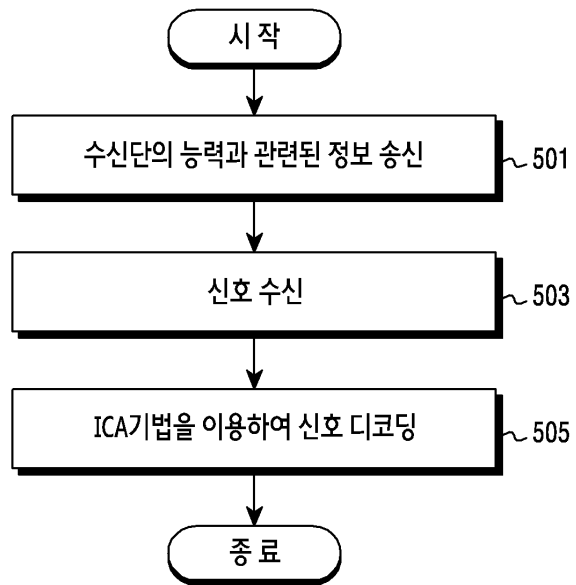 시 작
수신단의 능력과 관련된 정보 송신
501
신호 수신
503
ICA기법을 이용하여 신호 디코딩
505
종 료